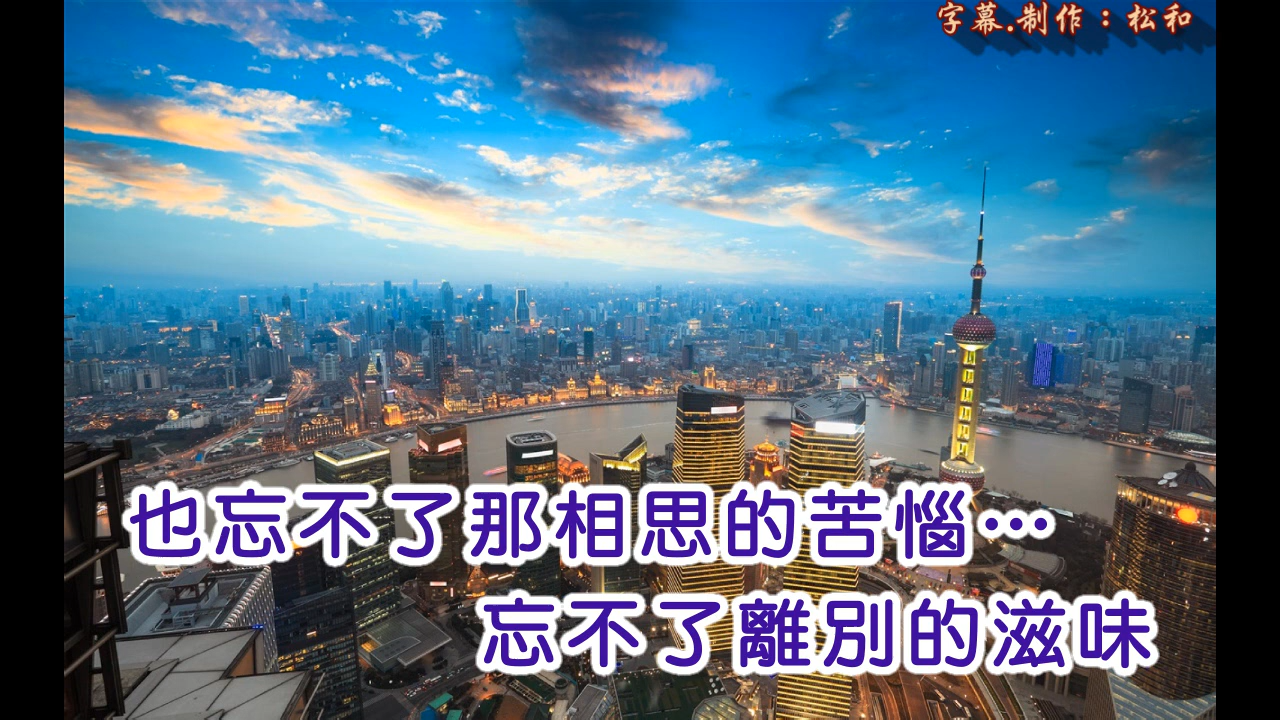 字幕.制作：松和
也忘不了那相思的苦惱…
忘不了離別的滋味